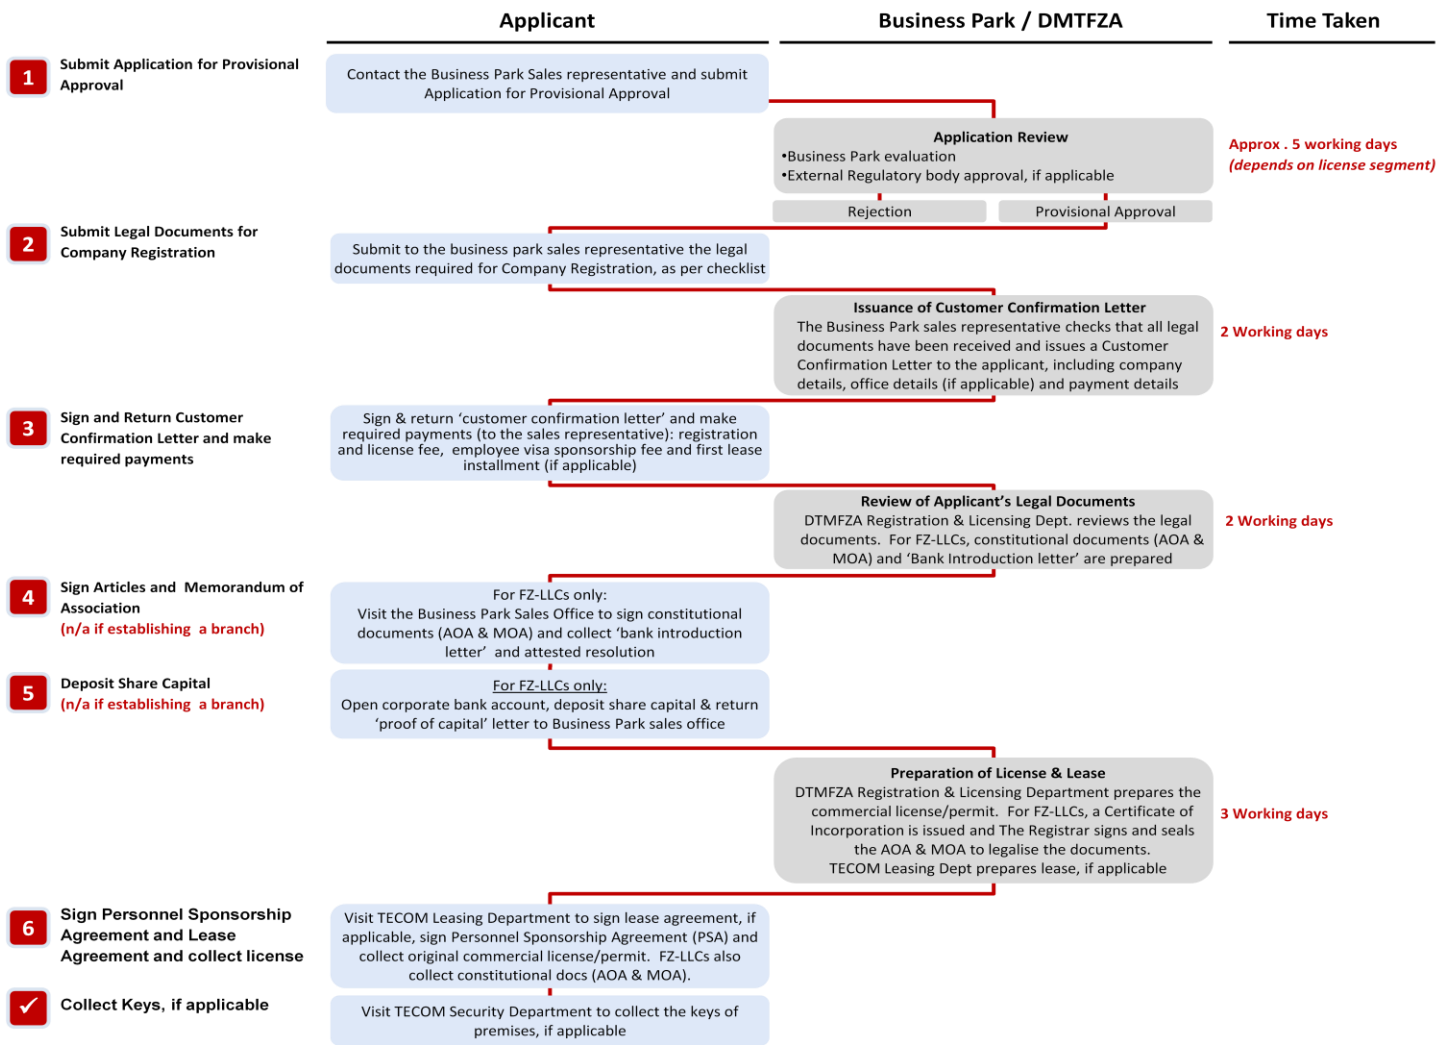 Applicant
Business Park / DMTFZA
Time Taken
1
Submit Application for Provisional
Approval
Contact the Business Park Sales representative and submit
Application for Provisional Approval
Application Review
•Business Park evaluation
•External Regulatory body approval, if applicable
Approx . 5 working days
(depends on license segment)
Rejection
Provisional Approval
2
Submit Legal Documents for
Company Registration
Submit to the business park sales representative the legal
documents required for Company Registration, as per checklist
Issuance of Customer Confirmation Letter
The Business Park sales representative checks that all legal
documents have been received and issues a Customer
Confirmation Letter to the applicant, including company
details, office details (if applicable) and payment details
2 Working days
3
Sign and Return Customer
Confirmation Letter and make
required payments
Sign & return ‘customer confirmation letter’ and make
required payments (to the sales representative): registration
and license fee, employee visa sponsorship fee and first lease
installment (if applicable)
Review of Applicant’s Legal Documents
DTMFZA Registration & Licensing Dept. reviews the legal
documents. For FZ-LLCs, constitutional documents (AOA &
MOA) and ‘Bank Introduction letter’ are prepared
2 Working days
4
Sign Articles and Memorandum of
Association
(n/a if establishing a branch)
For FZ-LLCs only:
Visit the Business Park Sales Office to sign constitutional
documents (AOA & MOA) and collect ‘bank introduction
letter’ and attested resolution
5
Deposit Share Capital
(n/a if establishing a branch)
For FZ-LLCs only:
Open corporate bank account, deposit share capital & return
‘proof of capital’ letter to Business Park sales office
Preparation of License & Lease
DTMFZA Registration & Licensing Department prepares the
commercial license/permit. For FZ-LLCs, a Certificate of
Incorporation is issued and The Registrar signs and seals
the AOA & MOA to legalise the documents.
TECOM Leasing Dept prepares lease, if applicable
3 Working days
6
Sign Personnel Sponsorship
Agreement and Lease
Agreement and collect license
Visit TECOM Leasing Department to sign lease agreement, if
applicable, sign Personnel Sponsorship Agreement (PSA) and
collect original commercial license/permit. FZ-LLCs also
collect constitutional docs (AOA & MOA).
✓
Collect Keys, if applicable
Visit TECOM Security Department to collect the keys of
premises, if applicable